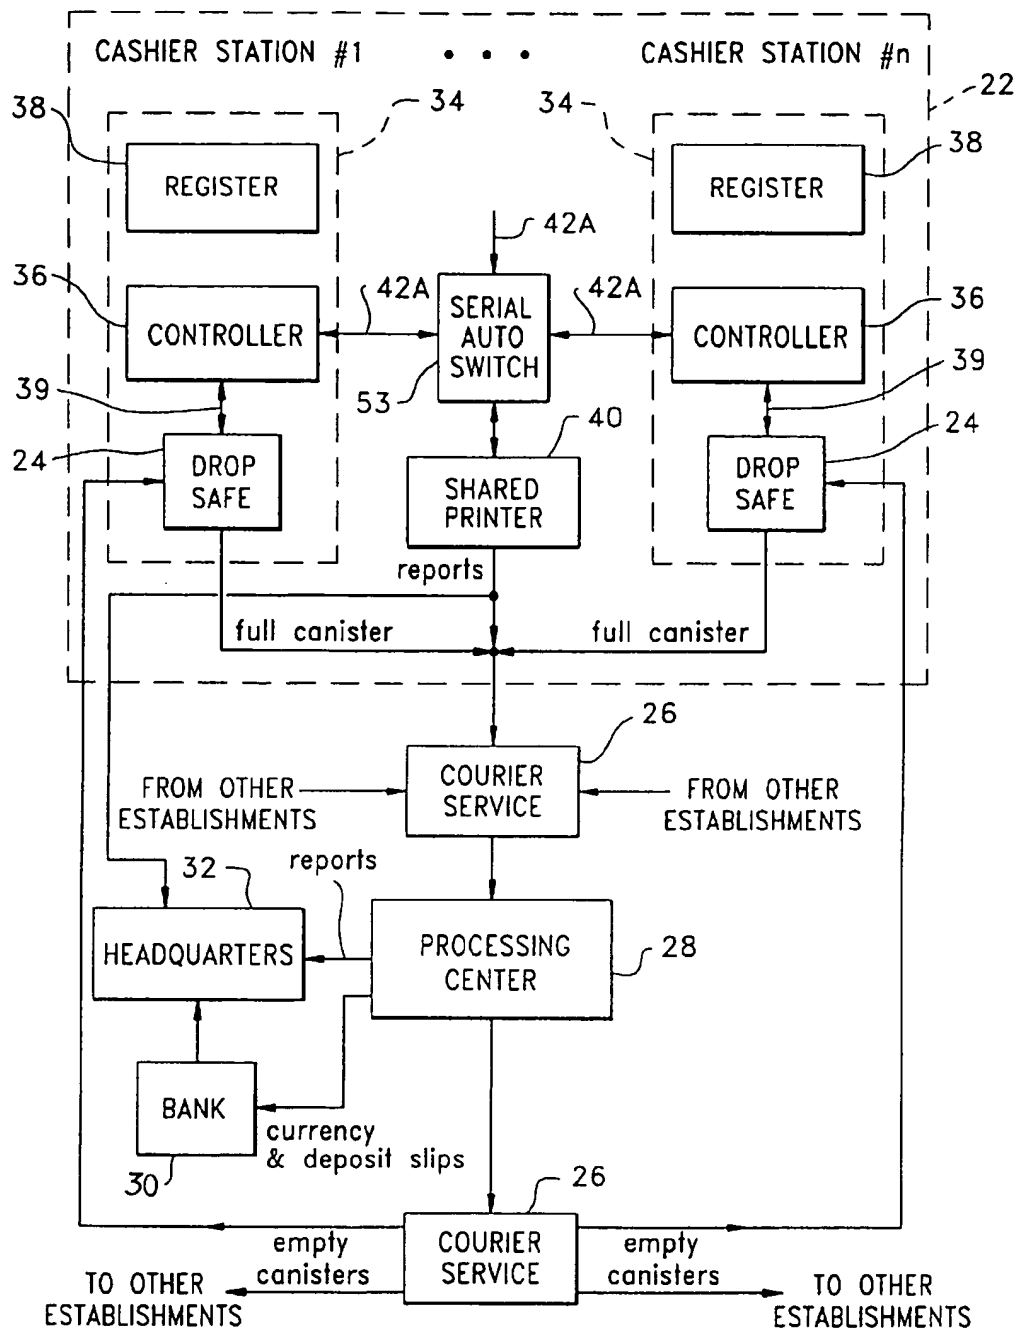 CASHIER STATION #1
• • •
CASHIER STATION #n
22
38
34
34
38
REGISTER
REGISTER
42A
36
42A
42A
36
CONTROLLER
SERIAL
AUTO
SWITCH
CONTROLLER
39
53
39
24
40
24
DROP
SAFE
SHARED
PRINTER
DROP
SAFE
reports
full canister
full canister
26
FROM OTHER
ESTABLISHMENTS
COURIER
SERVICE
FROM OTHER
ESTABLISHMENTS
32
reports
HEADQUARTERS
PROCESSING
CENTER
28
BANK
30
currency
& deposit slips
26
empty
canisters
COURIER
SERVICE
empty
canisters
TO OTHER
ESTABLISHMENTS
TO OTHER
ESTABLISHMENTS